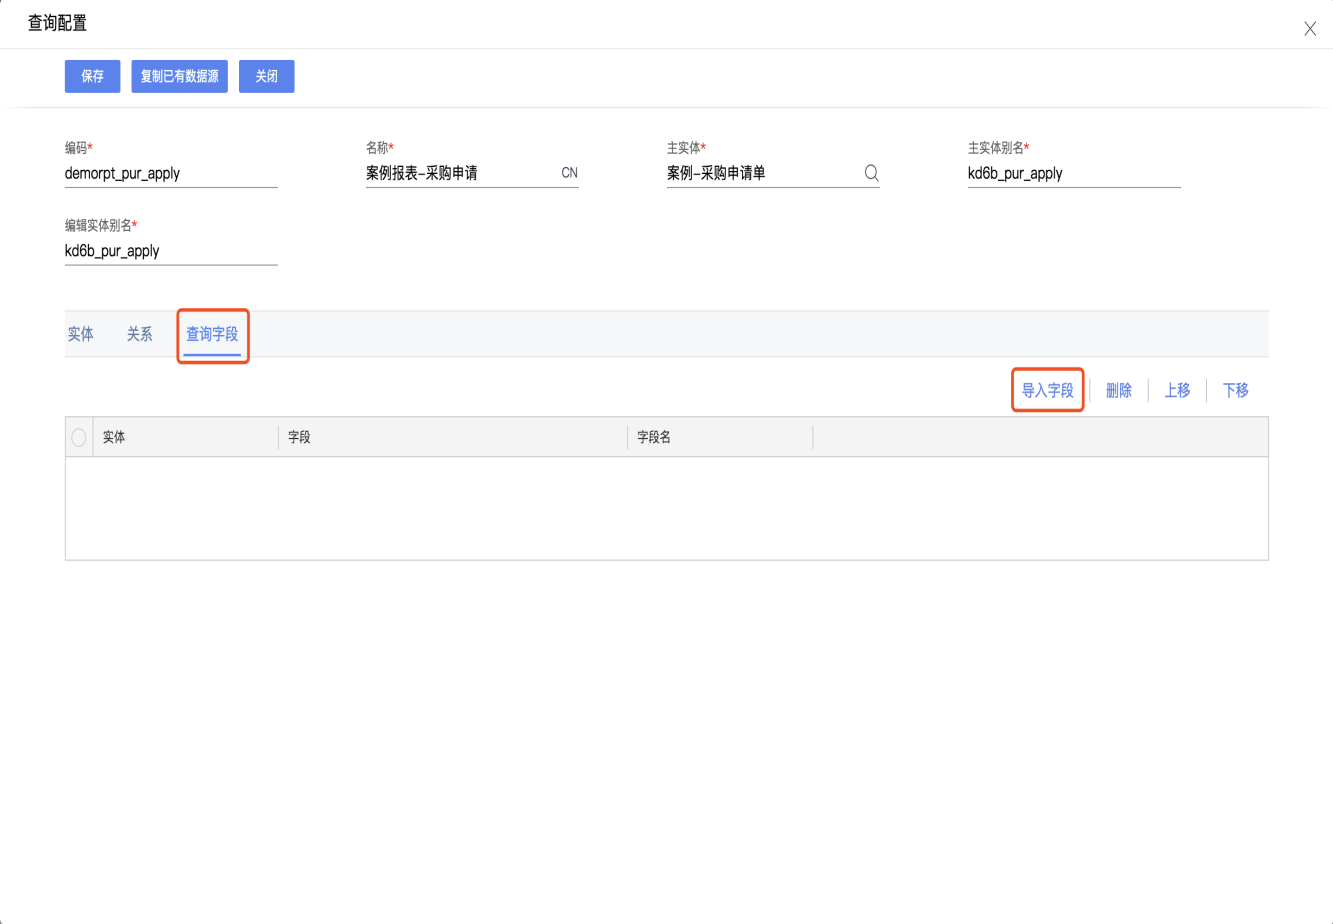 查询配置
保存 复制已有数据源 关闭
编码* 名称* 主实体* 主实体别名*
demorpt_pur_apply 案例报表-采购申请 CN 案例-采购申请单 kd6b_pur_apply
编辑实体别名*
kd6b_pur_apply
实体 关系 查询字段
导入字段 删除 上移 下移
实体 字段 字段名